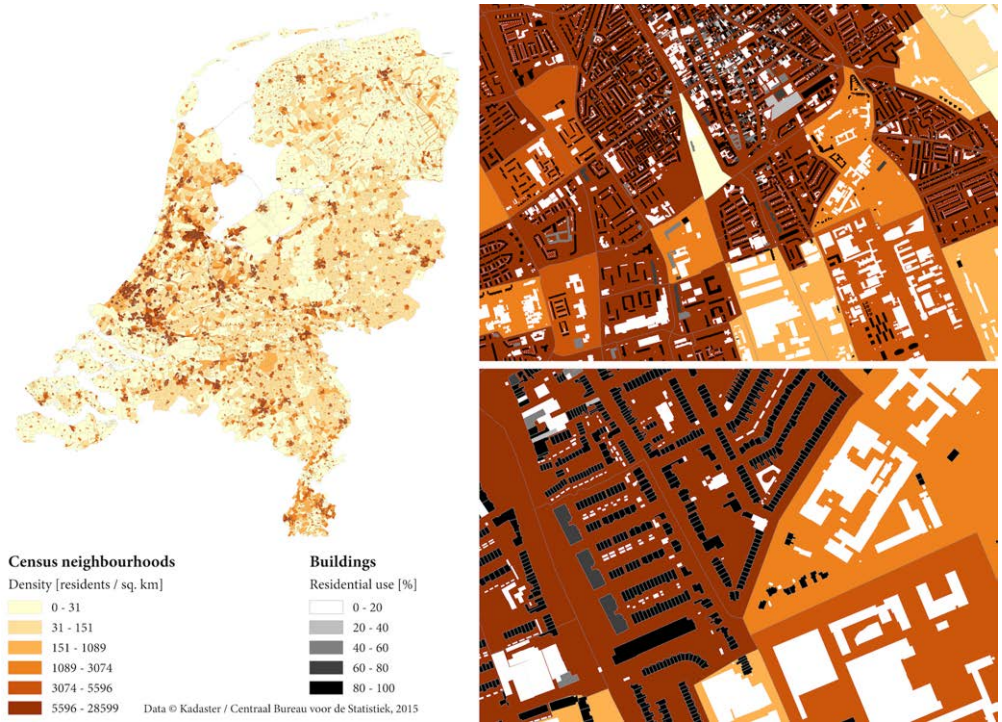 Census neighbourhoods
Density [residents / sq. km]
0 - 31
31 - 151
151 - 1089
1089 - 3074
3074 - 5596
5596 - 28599
Buildings
Residential use [%]
0 - 20
20 - 40
40 - 60
60 - 80
80 - 100
Data © Kadaster / Centraal Bureau voor de Statistiek, 2015